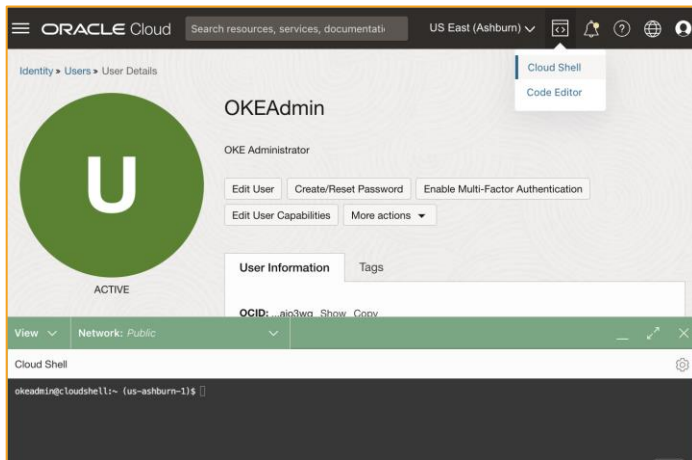 ORACLE Cloud
Search resources, services, documentati
US East (Ashburn)
Cloud Shell
Code Editor
Identity » Users » User Details
U
ACTIVE
OKEAdmin
OKE Administrator
Edit User
Create/Reset Password
Enable Multi-Factor Authentication
Edit User Capabilities
More actions
User Information
Tags
OCID: ...ajo3wq Show Copy
View
Network: Public
Cloud Shell
okeadmin@cloudshell:~ (us-ashburn-1)$